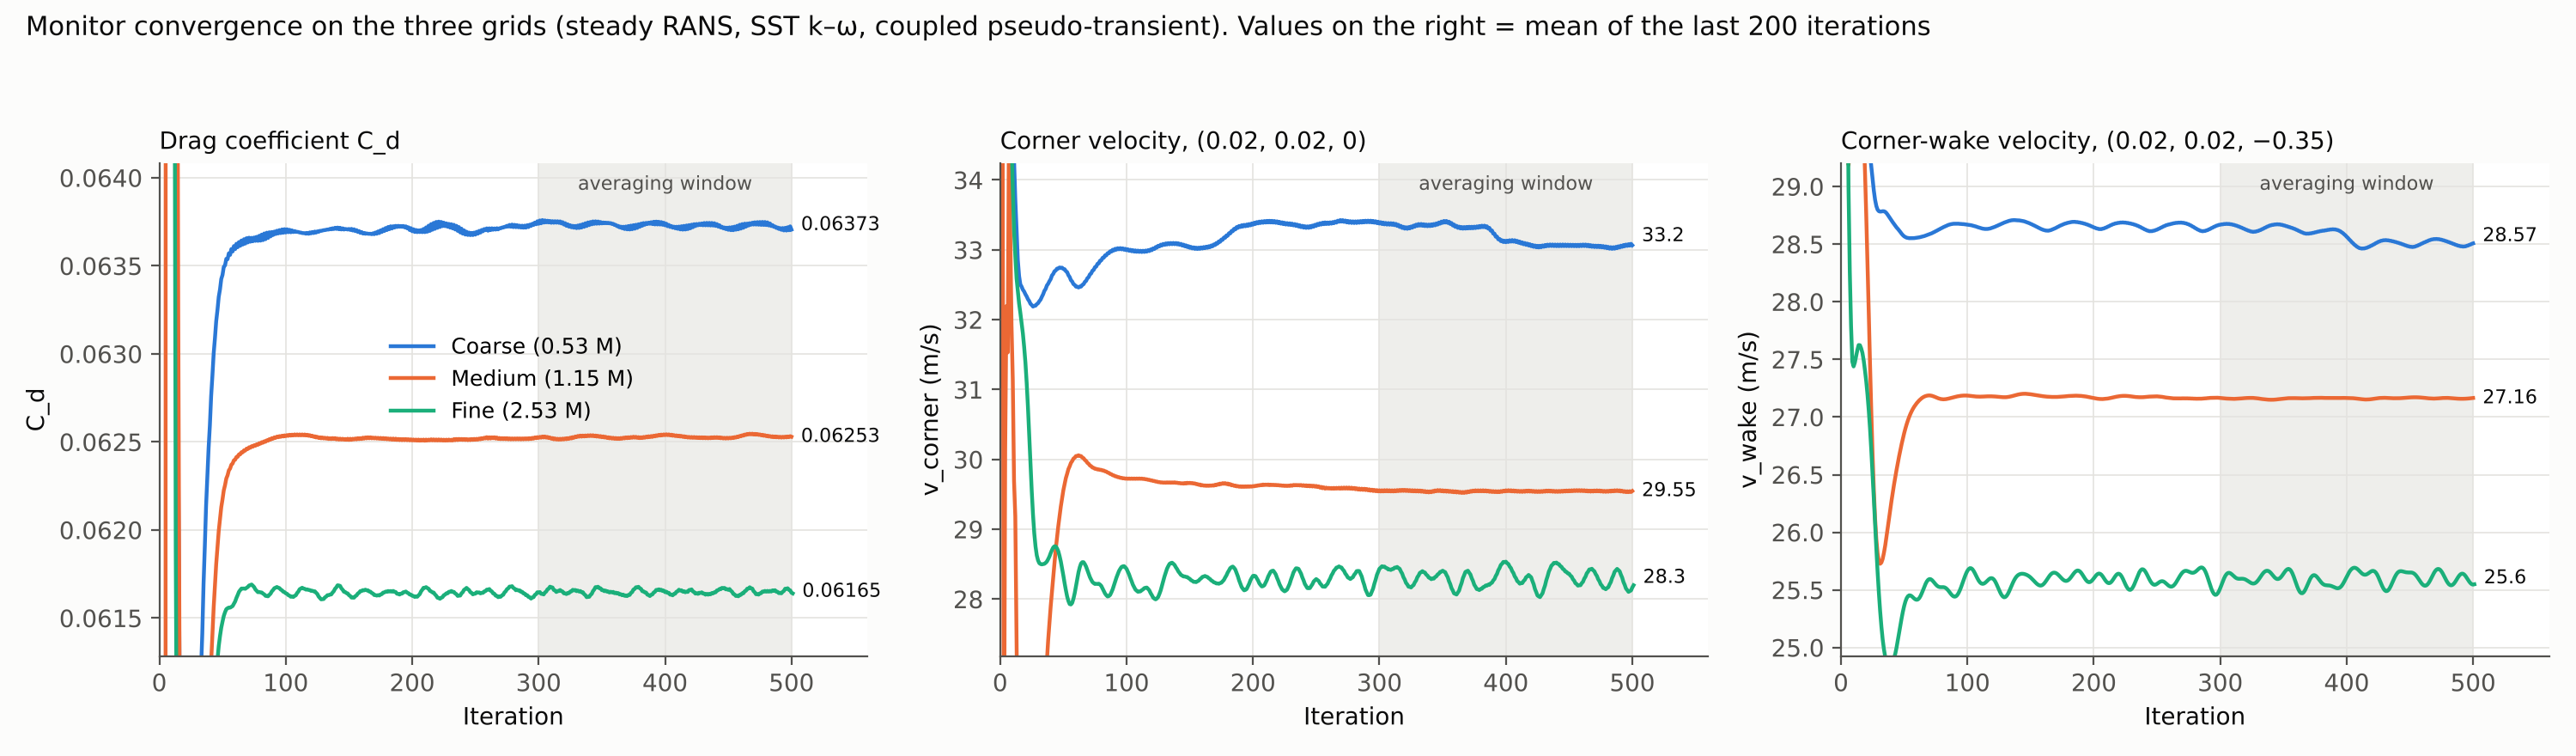 Monitor convergence on the three grids (steady RANS, SST k–ω, coupled pseudo-transient). Values on the right = mean of the last 200 iterations
Drag coefficient C_d
averaging window
0.0640
0.0635
0.0630
0.0625
0.0620
0.0615
C_d
0.06373
0.06253
0.06165
Coarse (0.53 M)
Medium (1.15 M)
Fine (2.53 M)
0 100 200 300 400 500
Iteration
Corner velocity, (0.02, 0.02, 0)
averaging window
34
33
32
31
30
29
28
v_corner (m/s)
33.2
29.55
28.3
0 100 200 300 400 500
Iteration
Corner-wake velocity, (0.02, 0.02, −0.35)
averaging window
29.0
28.5
28.0
27.5
27.0
26.5
26.0
25.5
25.0
v_wake (m/s)
28.57
27.16
25.6
0 100 200 300 400 500
Iteration